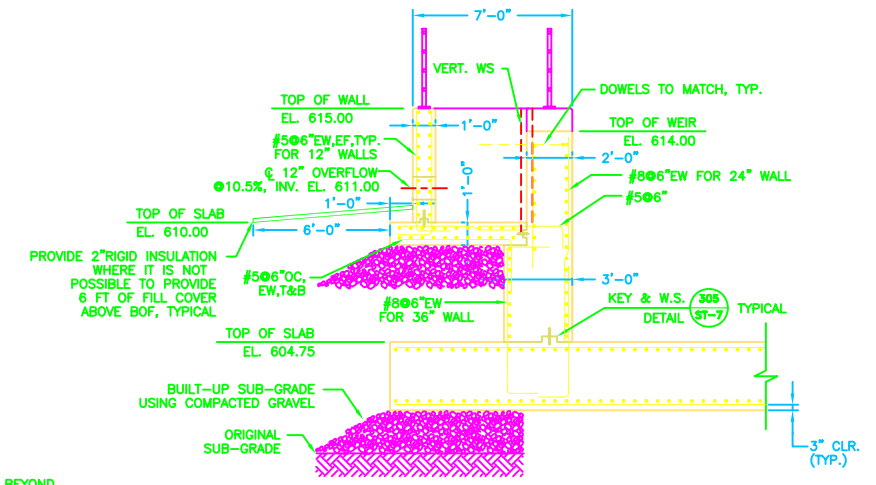 7'-0"
VERT. WS
DOWELS TO MATCH, TYP.
TOP OF WALL
EL. 615.00
1'-0"
TOP OF WEIR
EL. 614.00
#5@6"EW,EF,TYP.
FOR 12" WALLS
2'-0"
℄ 12" OVERFLOW
@10.5%, INV. EL. 611.00
1'-0"
#8@6"EW FOR 24" WALL
#5@6"
1'-0"
TOP OF SLAB
EL. 610.00
6'-0"
PROVIDE 2"RIGID INSULATION
WHERE IT IS NOT
POSSIBLE TO PROVIDE
6 FT OF FILL COVER
ABOVE BOF, TYPICAL
#5@6"OC,
EW,T&B
3'-0"
#8@6"EW
FOR 36" WALL
KEY & W.S.
DETAIL
305
ST-7
TYPICAL
TOP OF SLAB
EL. 604.75
BUILT-UP SUB-GRADE
USING COMPACTED GRAVEL
ORIGINAL
SUB-GRADE
3" CLR.
(TYP.)
BEYOND